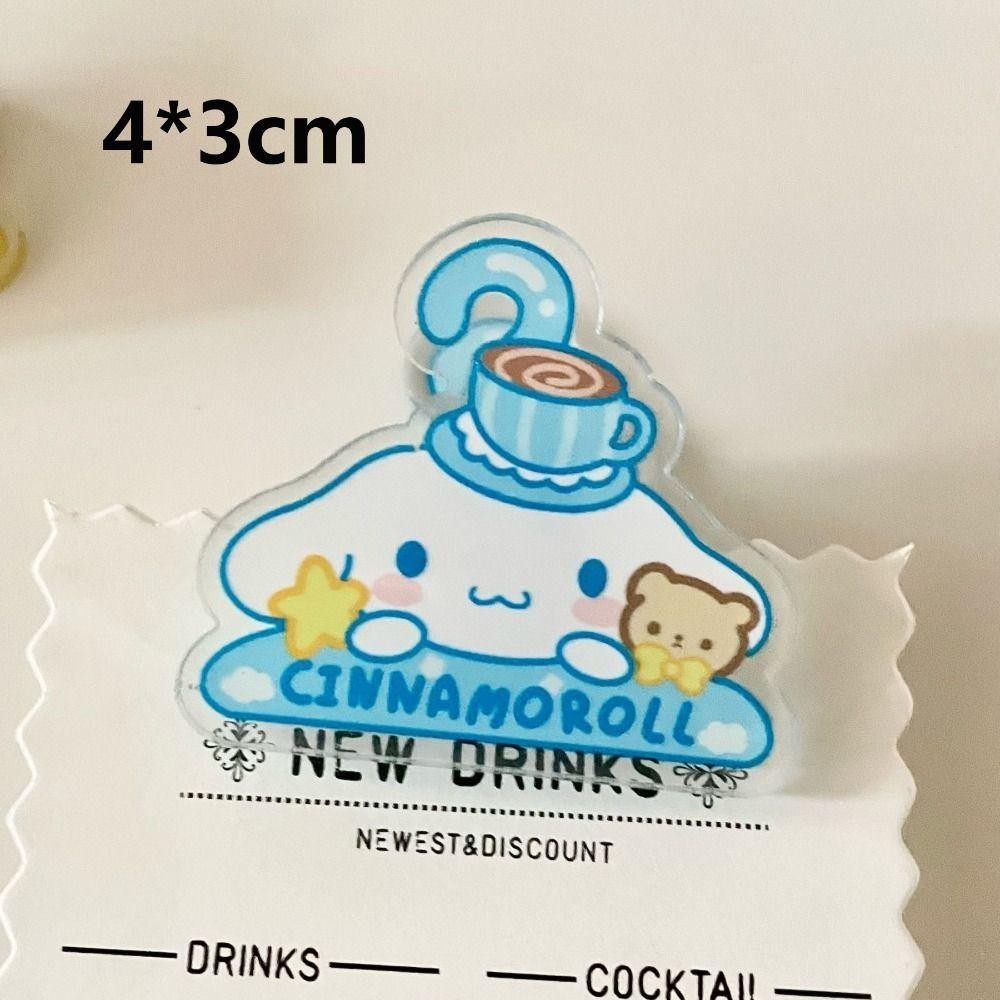 4*3cm
CINNAMOROLL
NEW DRINKS
NEWEST&DISCOUNT
DRINKS
COCKTAIL